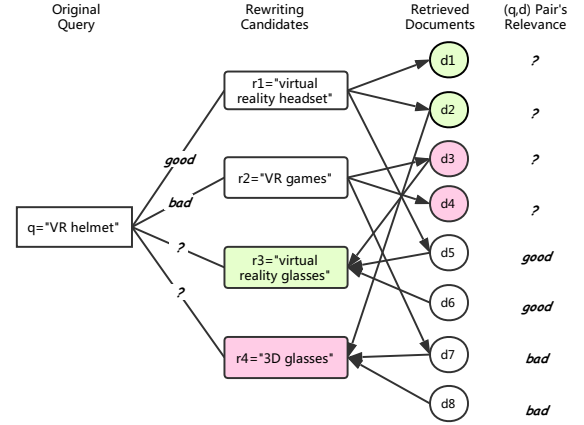 Original
Query
Rewriting
Candidates
Retrieved
Documents
(q,d) Pair's
Relevance
q="VR helmet"
good
bad
?
?
r1="virtual
reality headset"
r2="VR games"
r3="virtual
reality glasses"
r4="3D glasses"
d1
?
d2
?
d3
?
d4
?
d5
good
d6
good
d7
bad
d8
bad